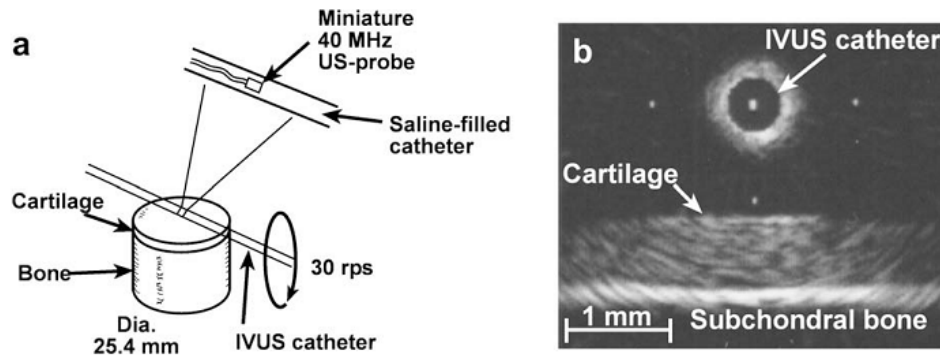 a
Miniature
40 MHz
US-probe
Saline-filled
catheter
Cartilage
Bone
30 rps
Dia.
25.4 mm
IVUS catheter
b
IVUS catheter
Cartilage
1 mm
Subchondral bone